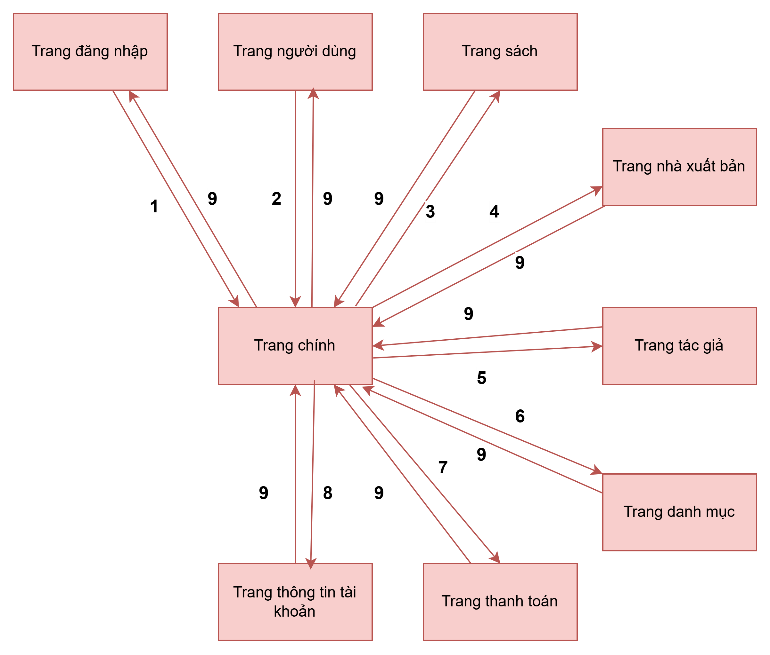 Trang đăng nhập
Trang người dùng
Trang sách
Trang nhà xuất bản
1
9
2
9
9
3
4
9
9
Trang chính
Trang tác giả
5
6
9
7
9
8
9
Trang danh mục
Trang thông tin tài
khoản
Trang thanh toán